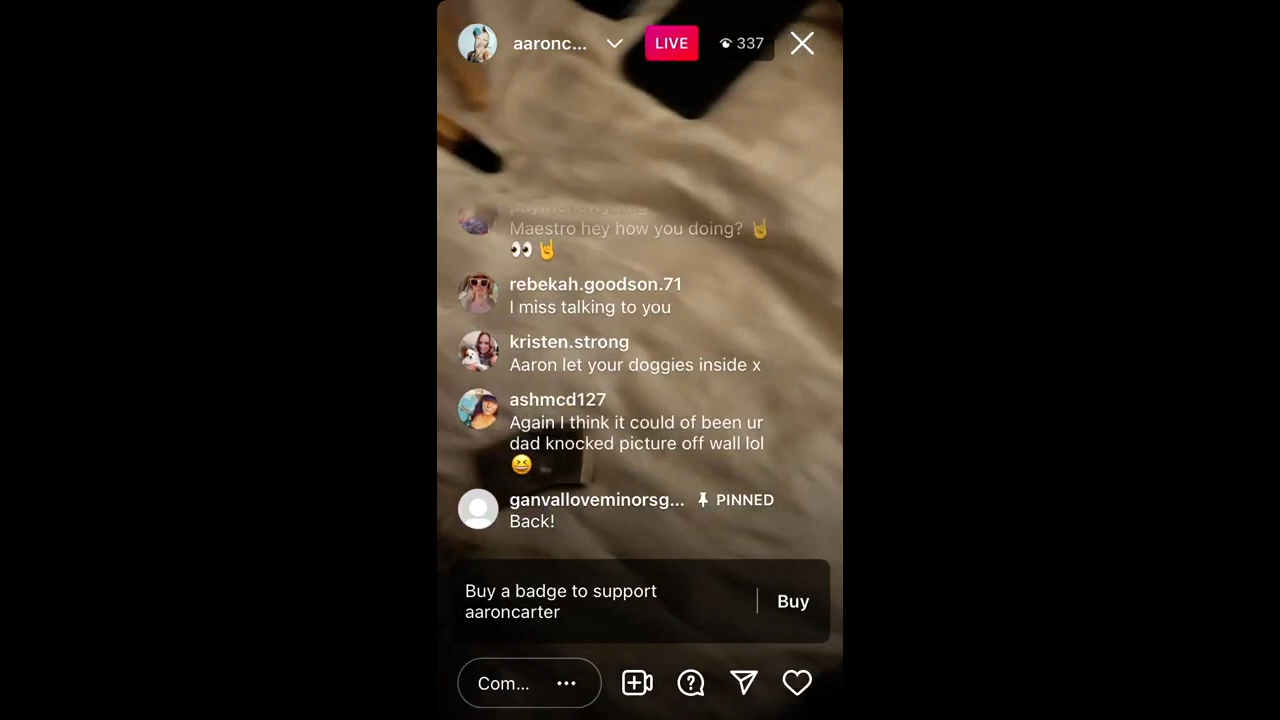 aaronc...
LIVE
337
Maestro hey how you doing? 🤘
👀🤘
rebekah.goodson.71
I miss talking to you
kristen.strong
Aaron let your doggies inside x
ashmcd127
Again I think it could of been ur
dad knocked picture off wall lol
😆
ganvalloveminorsg... PINNED
Back!
Buy a badge to support
aaroncarter
Buy
Com...